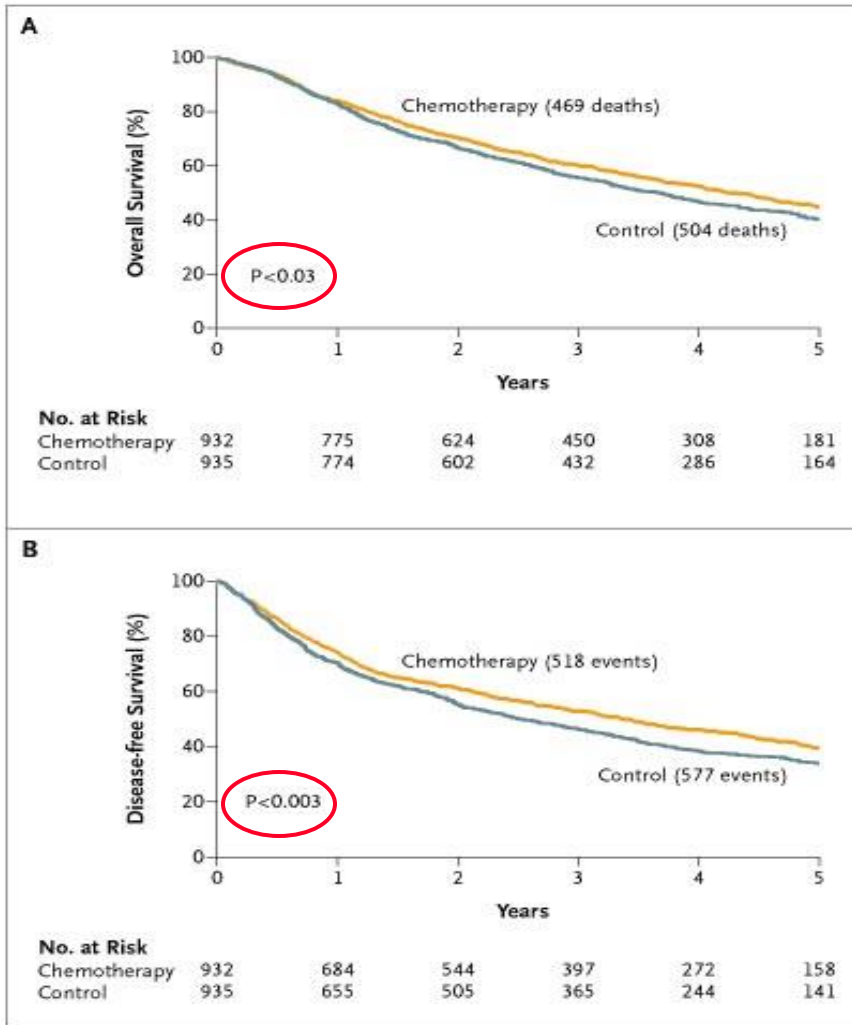 A
Overall Survival (%)
100
80
60
40
20
0
Chemotherapy (469 deaths)
Control (504 deaths)
P<0.03
0 1 2 3 4 5
Years
No. at Risk
Chemotherapy 932 775 624 450 308 181
Control 935 774 602 432 286 164
B
Disease-free Survival (%)
100
80
60
40
20
0
Chemotherapy (518 events)
Control (577 events)
P<0.003
0 1 2 3 4 5
Years
No. at Risk
Chemotherapy 932 684 544 397 272 158
Control 935 655 505 365 244 141